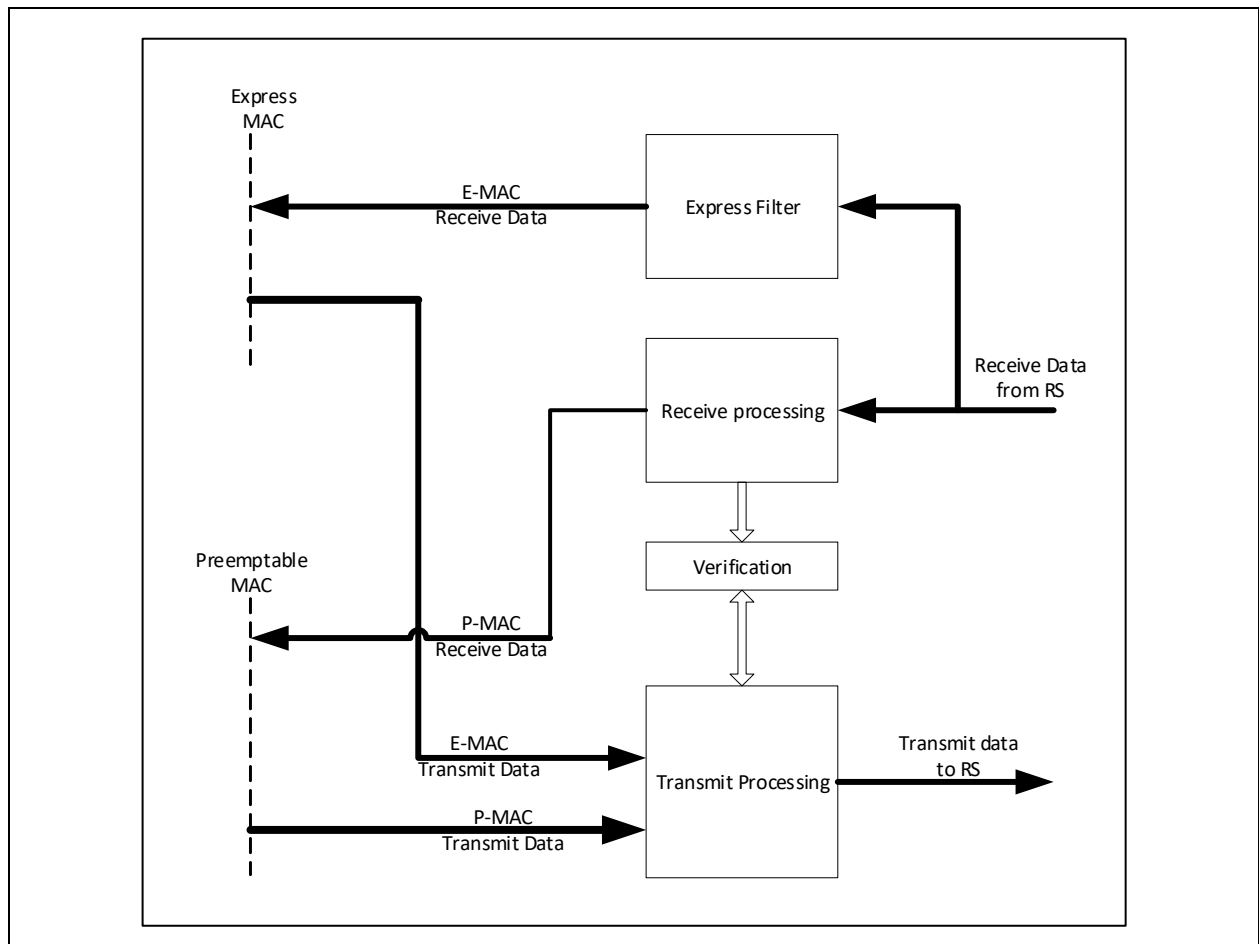 Express
MAC
E-MAC
Receive Data
Express Filter
Receive Data
from RS
Receive processing
Verification
Preemptable
MAC
P-MAC
Receive Data
E-MAC
Transmit Data
P-MAC
Transmit Data
Transmit Processing
Transmit data
to RS